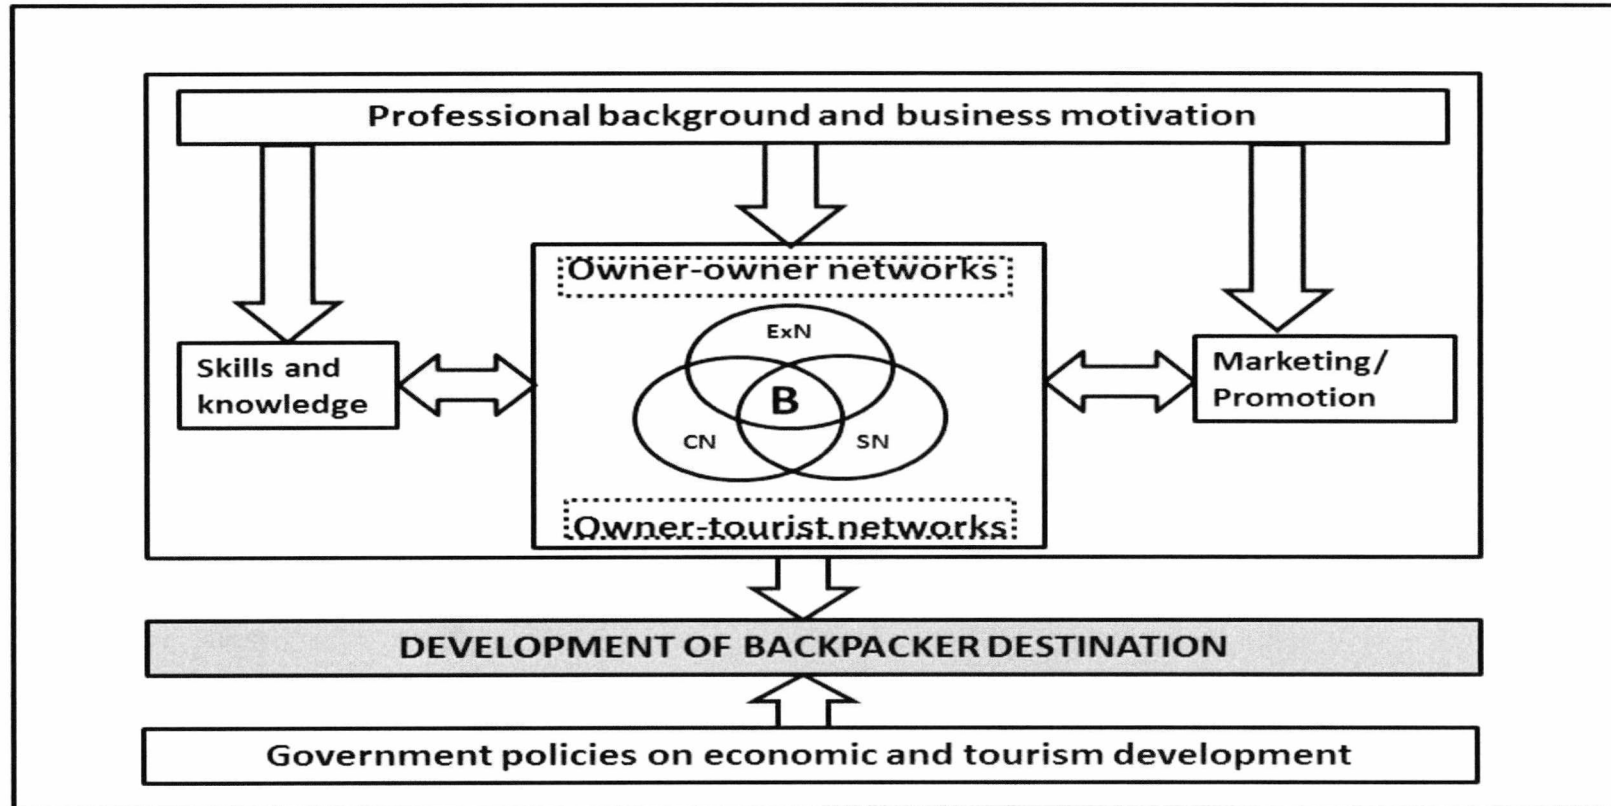 Professional background and business motivation
Owner-owner networks
ExN
Skills and
knowledge
B
Marketing/
Promotion
CN
SN
Owner-tourist networks
DEVELOPMENT OF BACKPACKER DESTINATION
Government policies on economic and tourism development